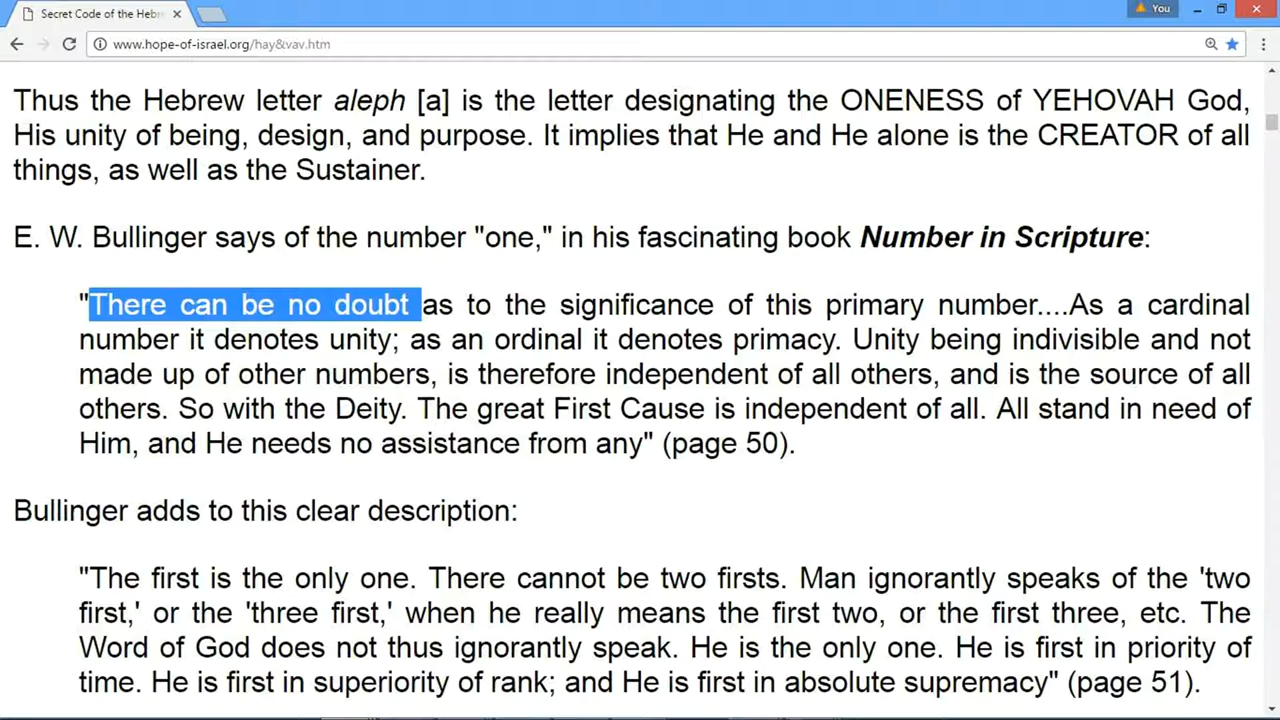 Secret Code of the Hebr
You
www.hope-of-israel.org/hay&vav.htm
Thus the Hebrew letter aleph [a] is the letter designating the ONENESS of YEHOVAH God,
His unity of being, design, and purpose. It implies that He and He alone is the CREATOR of all
things, as well as the Sustainer.
E. W. Bullinger says of the number "one," in his fascinating book Number in Scripture:
"There can be no doubt as to the significance of this primary number....As a cardinal
number it denotes unity; as an ordinal it denotes primacy. Unity being indivisible and not
made up of other numbers, is therefore independent of all others, and is the source of all
others. So with the Deity. The great First Cause is independent of all. All stand in need of
Him, and He needs no assistance from any" (page 50).
Bullinger adds to this clear description:
"The first is the only one. There cannot be two firsts. Man ignorantly speaks of the 'two
first,' or the 'three first,' when he really means the first two, or the first three, etc. The
Word of God does not thus ignorantly speak. He is the only one. He is first in priority of
time. He is first in superiority of rank; and He is first in absolute supremacy" (page 51).